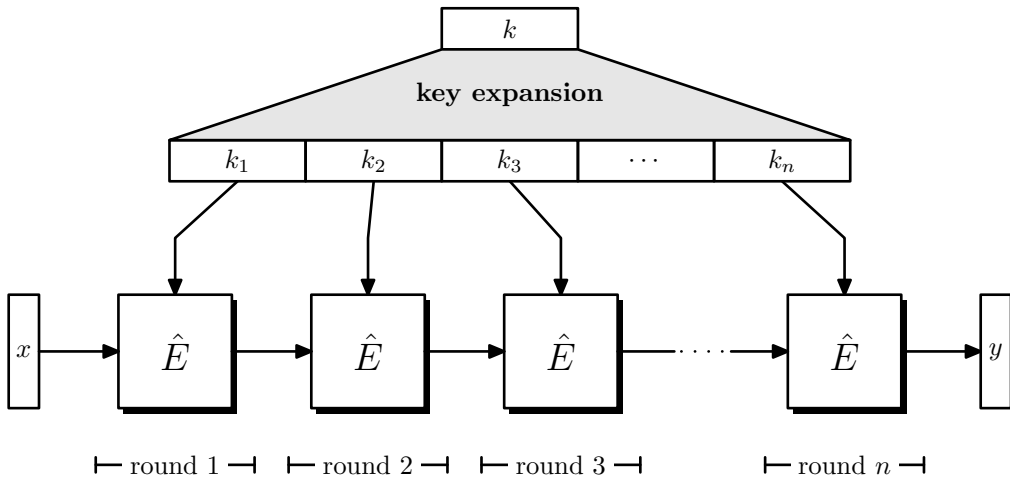 k
key expansion
k₁ k₂ k₃ ··· kₙ
x Ê Ê Ê ···· Ê y
round 1 round 2 round 3 round n